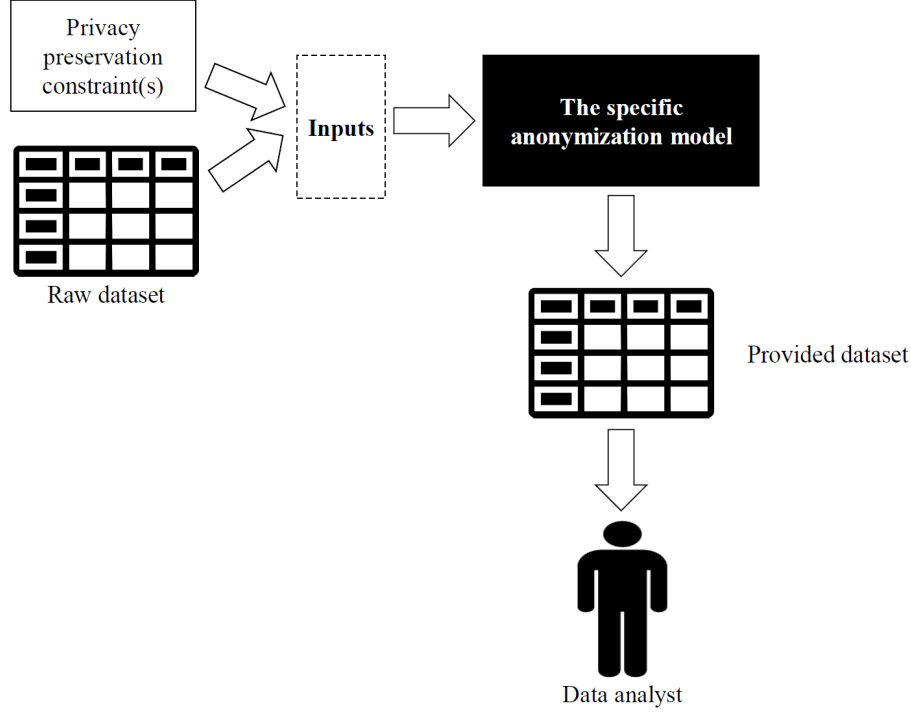 Privacy
preservation
constraint(s)
Inputs
The specific
anonymization model
Raw dataset
Provided dataset
Data analyst